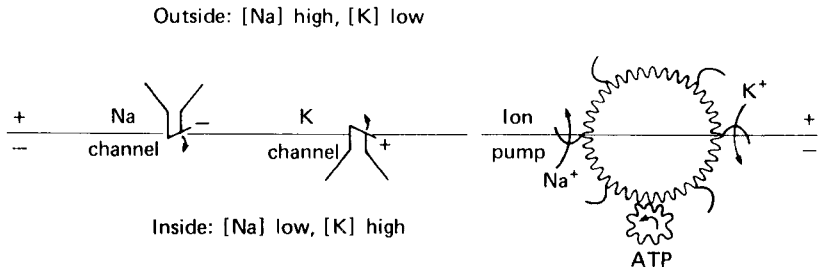 Outside: [Na] high, [K] low
+ Na − K Ion K⁺ +
− channel channel + pump −
Na⁺
Inside: [Na] low, [K] high
ATP